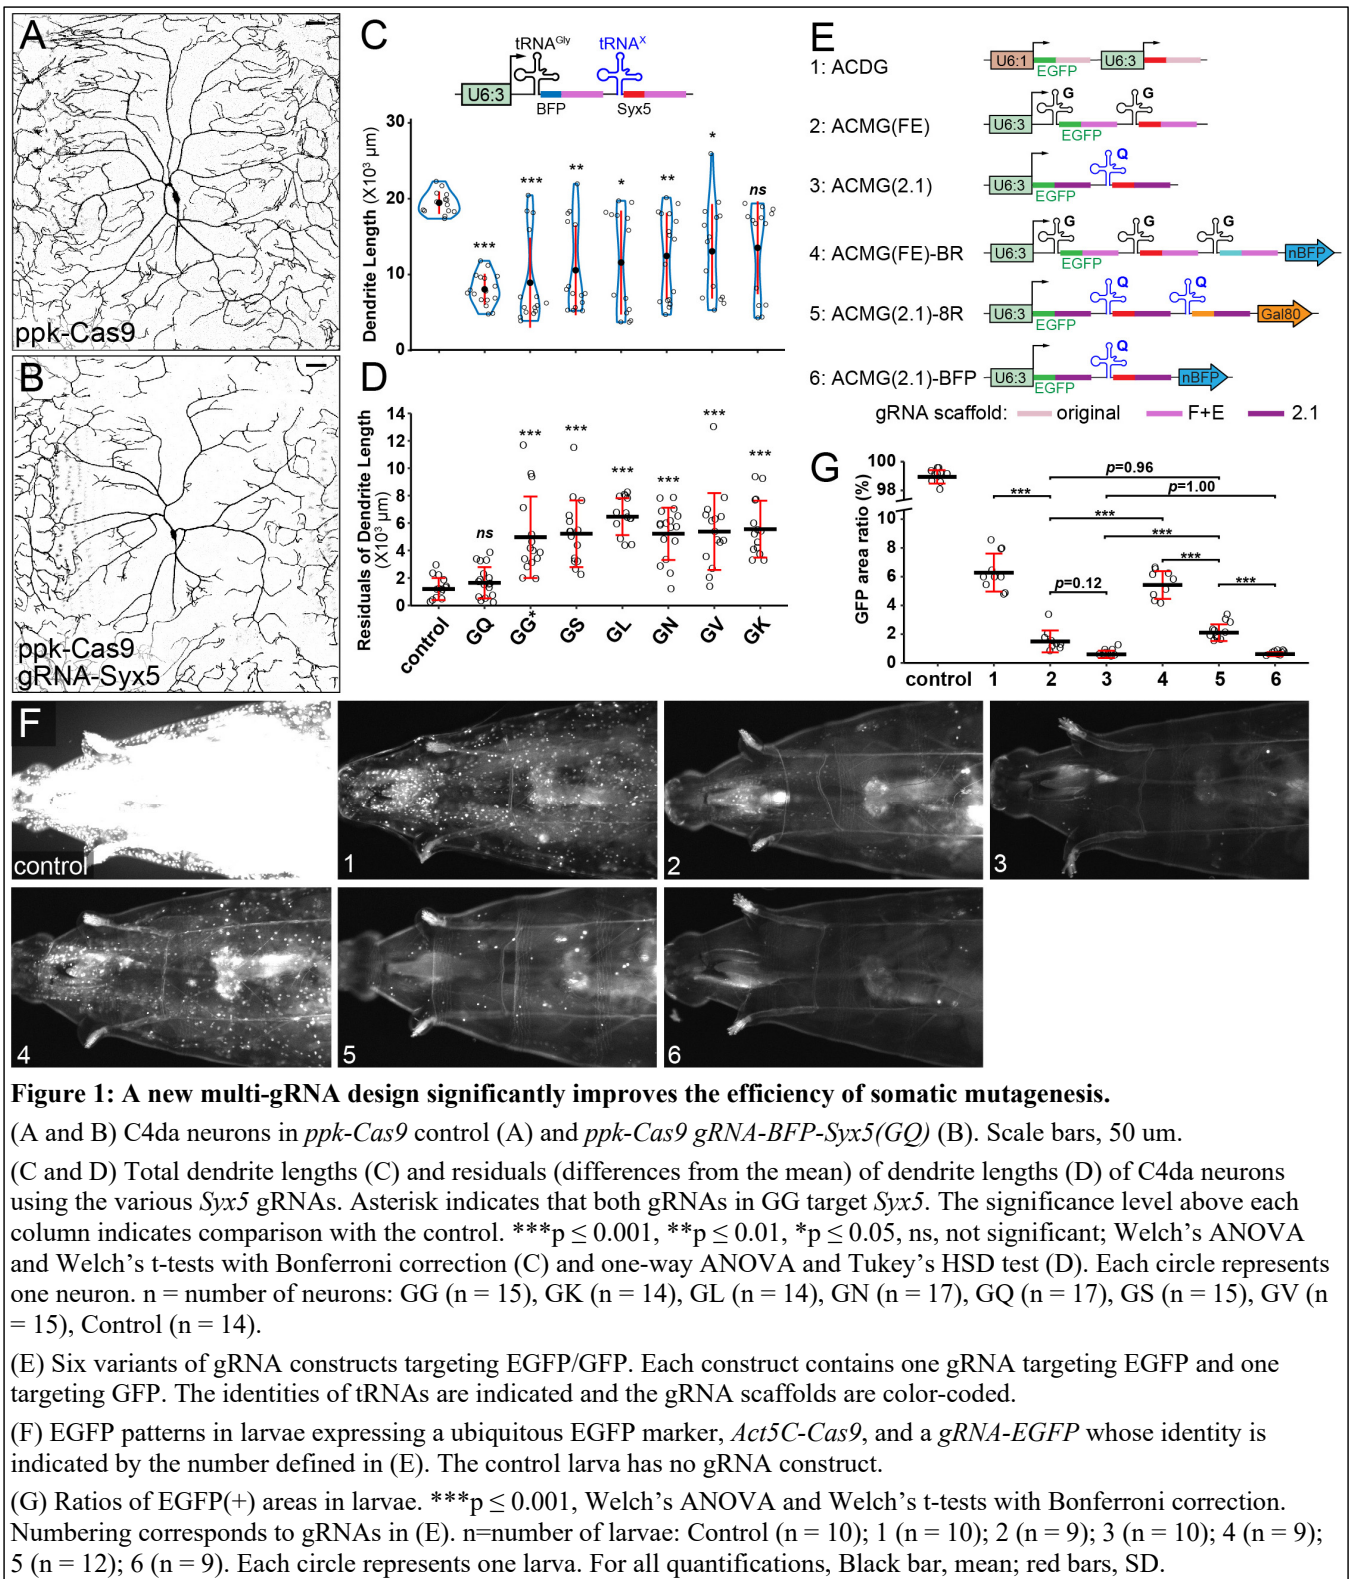 A
ppk-Cas9
B
ppk-Cas9
gRNA-Syx5
C
tRNAGly
tRNAX
U6:3
BFP
Syx5
Dendrite Length (X10³ µm)
30
20
10
0
***
***
**
*
**
*
ns
D
Residuals of Dendrite Length
(X10³ µm)
14
12
10
8
6
4
2
0
ns
***
***
***
***
***
***
control
GQ
GG*
GS
GL
GN
GV
GK
E
1: ACDG
U6:1
EGFP
U6:3
2: ACMG(FE)
U6:3
G
EGFP
G
3: ACMG(2.1)
U6:3
EGFP
Q
4: ACMG(FE)-BR
U6:3
G
EGFP
G
G
nBFP
5: ACMG(2.1)-8R
U6:3
EGFP
Q
Q
Gal80
6: ACMG(2.1)-BFP
U6:3
EGFP
Q
nBFP
gRNA scaffold: original F+E 2.1
G
GFP area ratio (%)
100
98
10
8
6
4
2
0
***
p=0.96
p=1.00
***
***
***
p=0.12
***
control 1 2 3 4 5 6
F
control
1
2
3
4
5
6
Figure 1: A new multi-gRNA design significantly improves the efficiency of somatic mutagenesis.
(A and B) C4da neurons in ppk-Cas9 control (A) and ppk-Cas9 gRNA-BFP-Syx5(GQ) (B). Scale bars, 50 um.
(C and D) Total dendrite lengths (C) and residuals (differences from the mean) of dendrite lengths (D) of C4da neurons
using the various Syx5 gRNAs. Asterisk indicates that both gRNAs in GG target Syx5. The significance level above each
column indicates comparison with the control. ***p ≤ 0.001, **p ≤ 0.01, *p ≤ 0.05, ns, not significant; Welch’s ANOVA
and Welch’s t-tests with Bonferroni correction (C) and one-way ANOVA and Tukey’s HSD test (D). Each circle represents
one neuron. n = number of neurons: GG (n = 15), GK (n = 14), GL (n = 14), GN (n = 17), GQ (n = 17), GS (n = 15), GV (n
= 15), Control (n = 14).
(E) Six variants of gRNA constructs targeting EGFP/GFP. Each construct contains one gRNA targeting EGFP and one
targeting GFP. The identities of tRNAs are indicated and the gRNA scaffolds are color-coded.
(F) EGFP patterns in larvae expressing a ubiquitous EGFP marker, Act5C-Cas9, and a gRNA-EGFP whose identity is
indicated by the number defined in (E). The control larva has no gRNA construct.
(G) Ratios of EGFP(+) areas in larvae. ***p ≤ 0.001, Welch’s ANOVA and Welch’s t-tests with Bonferroni correction.
Numbering corresponds to gRNAs in (E). n=number of larvae: Control (n = 10); 1 (n = 10); 2 (n = 9); 3 (n = 10); 4 (n = 9);
5 (n = 12); 6 (n = 9). Each circle represents one larva. For all quantifications, Black bar, mean; red bars, SD.